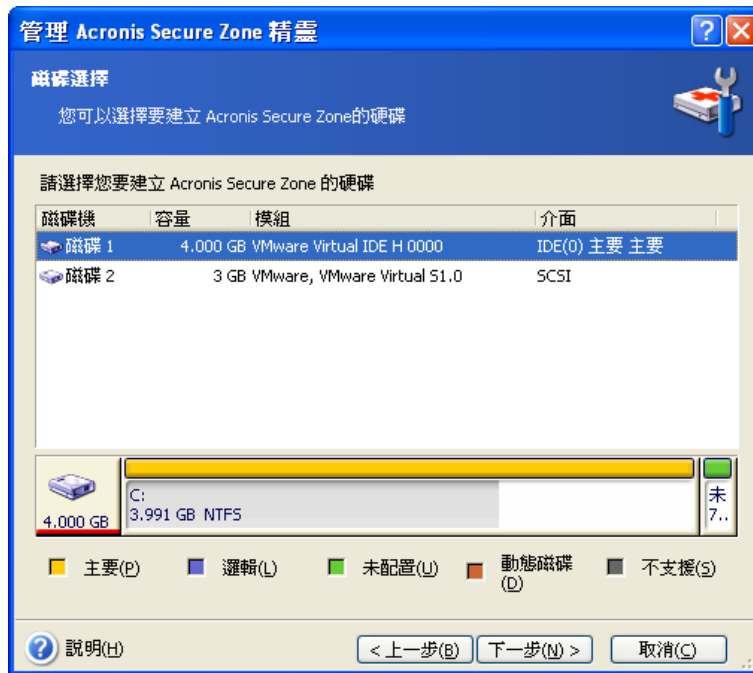 管理 Acronis Secure Zone 精靈
磁碟選擇
您可以選擇要建立 Acronis Secure Zone的硬碟
請選擇您要建立 Acronis Secure Zone 的硬碟
磁碟機 容量 模組 介面
磁碟 1 4.000 GB VMware Virtual IDE H 0000 IDE(0) 主要 主要
磁碟 2 3 GB VMware, VMware Virtual S1.0 SCSI
4.000 GB
C:
3.991 GB NTFS
未
7..
主要(P) 邏輯(L) 未配置(U) 動態磁碟(D) 不支援(S)
說明(H) < 上一步(B) 下一步(N) > 取消(C)